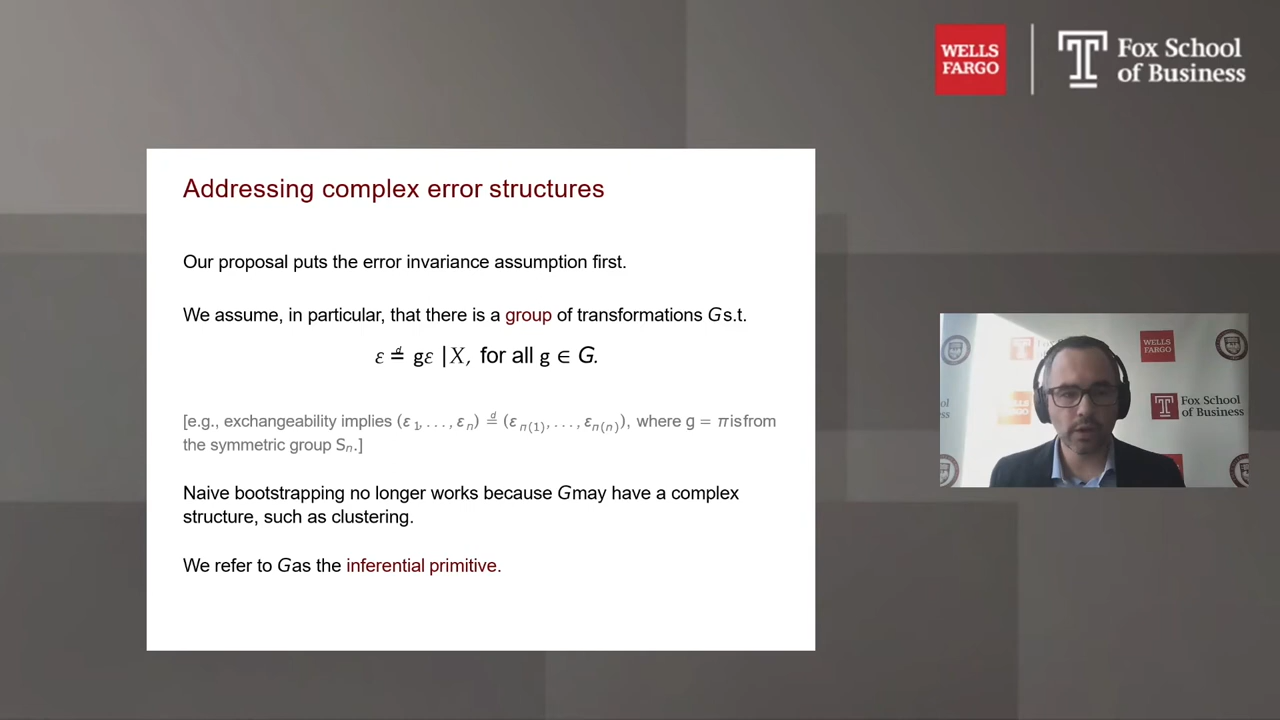 WELLS
FARGO
Fox School
of Business
Addressing complex error structures
Our proposal puts the error invariance assumption first.
We assume, in particular, that there is a group of transformations G s.t.
ε ≝ gε | X, for all g ∈ G.
[e.g., exchangeability implies (ε₁, . . . , εₙ) ≝ (εₙ₍₁₎, . . . , εₙ₍ₙ₎), where g = π is from
the symmetric group Sₙ.]
Naive bootstrapping no longer works because G may have a complex
structure, such as clustering.
We refer to G as the inferential primitive.
WELLS
FARGO
Fox School
of Business